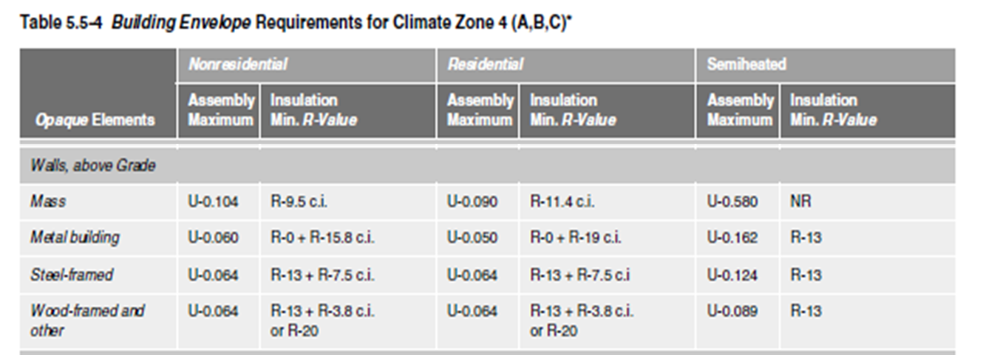 Table 5.5-4 Building Envelope Requirements for Climate Zone 4 (A,B,C)*
Nonresidential Residential Semiheated
Opaque Elements Assembly Maximum Insulation Min. R-Value Assembly Maximum Insulation Min. R-Value Assembly Maximum Insulation Min. R-Value
Walls, above Grade
Mass U-0.104 R-9.5 c.i. U-0.090 R-11.4 c.i. U-0.580 NR
Metal building U-0.060 R-0 + R-15.8 c.i. U-0.050 R-0 + R-19 c.i. U-0.162 R-13
Steel-framed U-0.064 R-13 + R-7.5 c.i. U-0.064 R-13 + R-7.5 c.i U-0.124 R-13
Wood-framed and other U-0.064 R-13 + R-3.8 c.i. or R-20 U-0.064 R-13 + R-3.8 c.i. or R-20 U-0.089 R-13